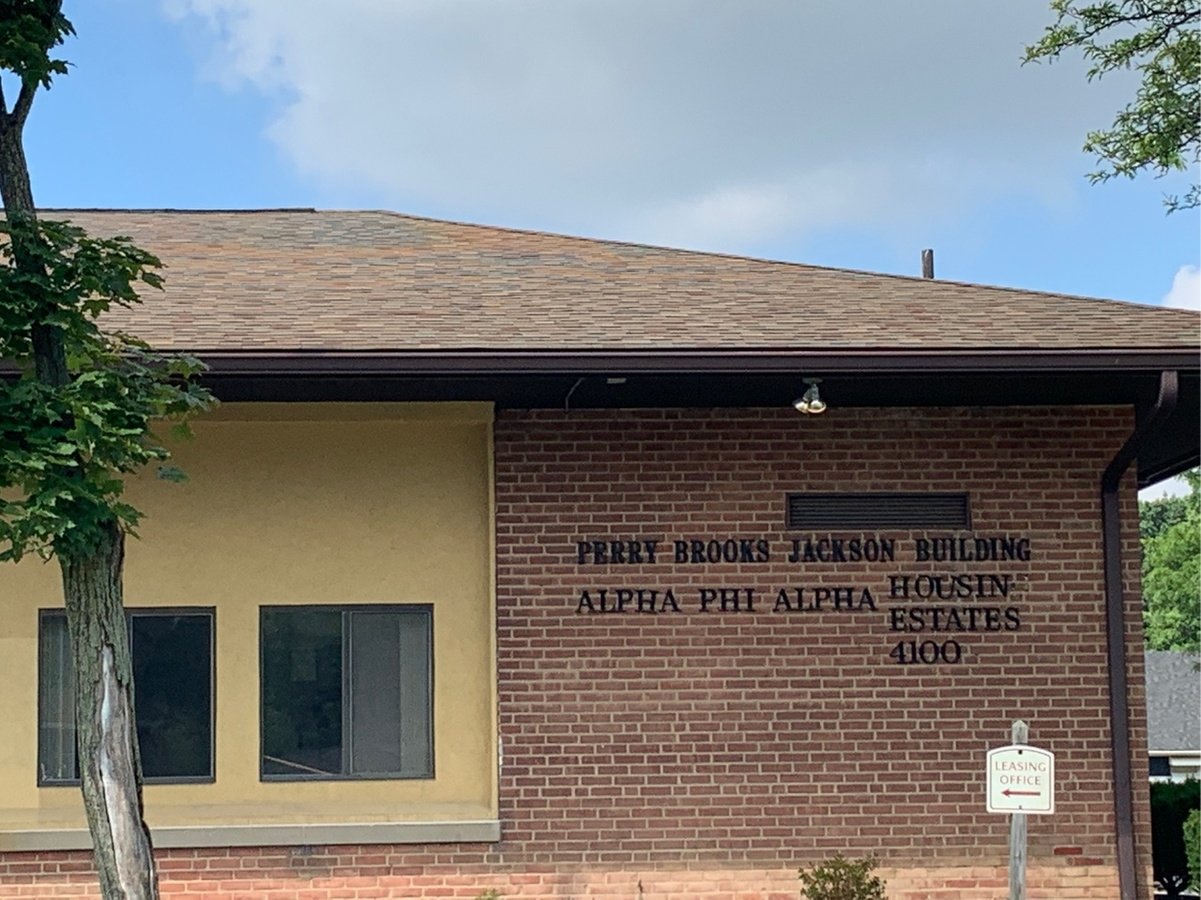 PERRY BROOKS JACKSON BUILDING
ALPHA PHI ALPHA HOUSIN
ESTATES
4100
LEASING
OFFICE